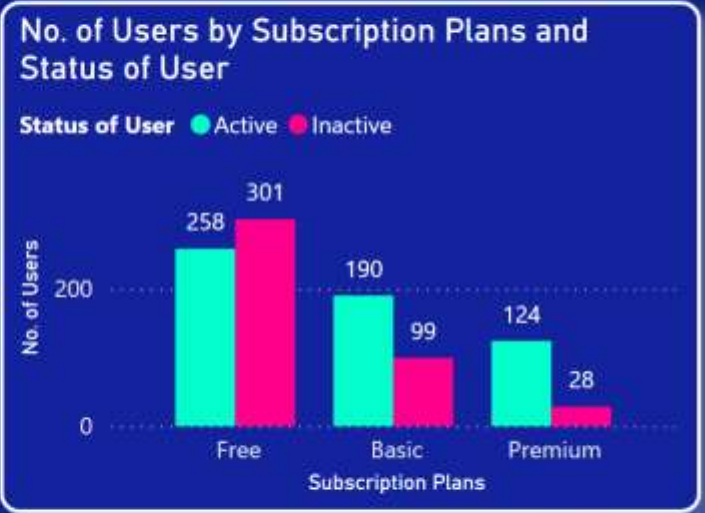 No. of Users by Subscription Plans and
Status of User
Status of User Active Inactive
301
258
190
124
99
28
No. of Users
200
0
Free Basic Premium
Subscription Plans